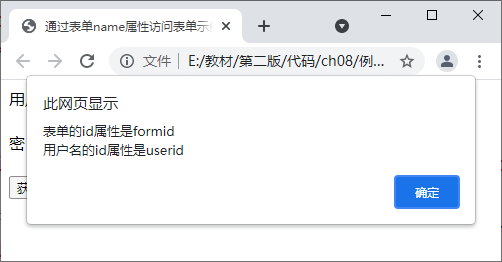 通过表单name属性访问表单示
文件 E:/教材/第二版/代码/ch08/例...
此网页显示
表单的id属性是formid
用户名的id属性是userid
确定
密